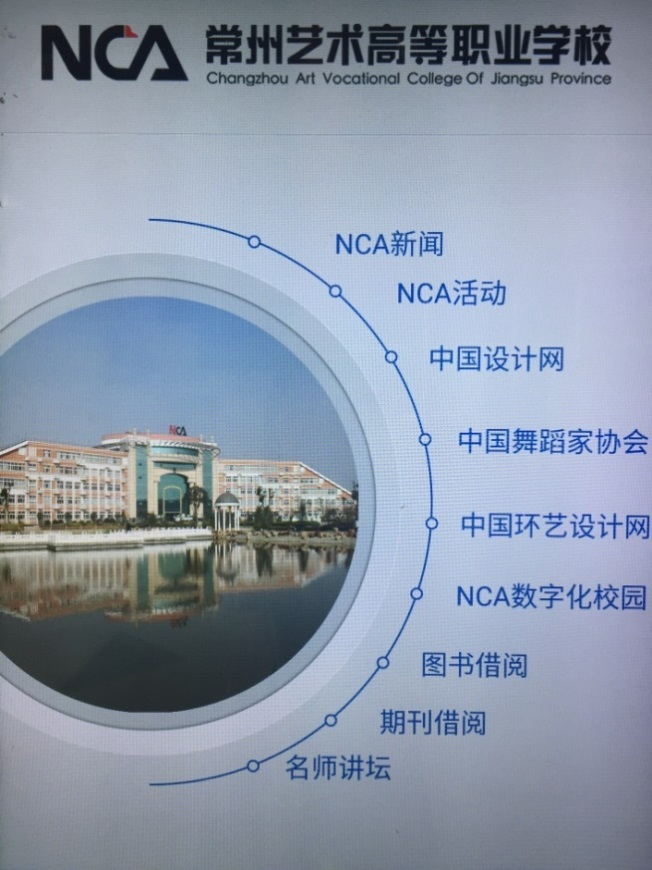 NCA 常州艺术高等职业学校
Changzhou Art Vocational College Of Jiangsu Province
NCA新闻
NCA活动
中国设计网
中国舞蹈家协会
NCA
中国环艺设计网
NCA数字化校园
图书借阅
期刊借阅
名师讲坛